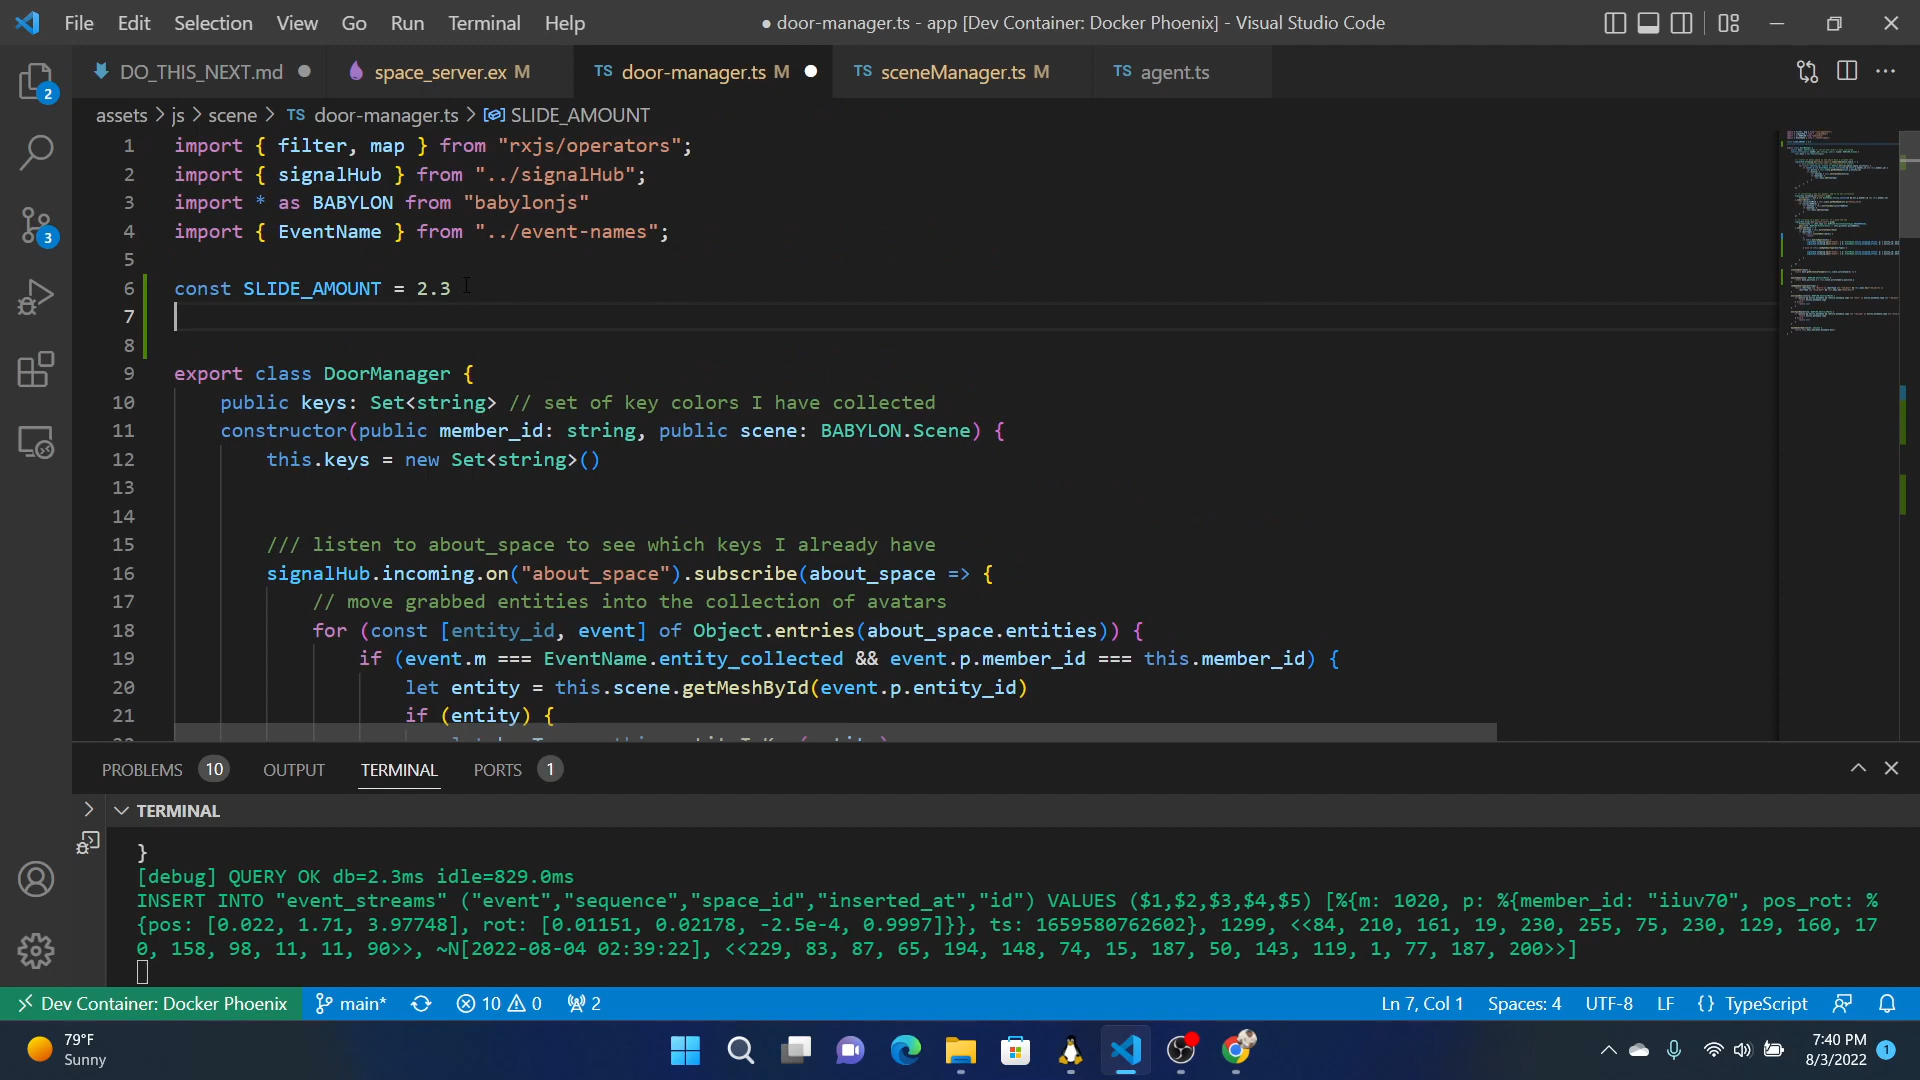 File Edit Selection View Go Run Terminal Help
● door-manager.ts - app [Dev Container: Docker Phoenix] - Visual Studio Code
DO_THIS_NEXT.md
space_server.ex M
TS door-manager.ts M
TS sceneManager.ts M
TS agent.ts
assets > js > scene > TS door-manager.ts > SLIDE_AMOUNT
1 import { filter, map } from "rxjs/operators";
2 import { signalHub } from "../signalHub";
3 import * as BABYLON from "babylonjs"
4 import { EventName } from "../event-names";
5
6 const SLIDE_AMOUNT = 2.3
7
8
9 export class DoorManager {
10 public keys: Set<string> // set of key colors I have collected
11 constructor(public member_id: string, public scene: BABYLON.Scene) {
12 this.keys = new Set<string>()
13
14
15 /// listen to about_space to see which keys I already have
16 signalHub.incoming.on("about_space").subscribe(about_space => {
17 // move grabbed entities into the collection of avatars
18 for (const [entity_id, event] of Object.entries(about_space.entities)) {
19 if (event.m === EventName.entity_collected && event.p.member_id === this.member_id) {
20 let entity = this.scene.getMeshById(event.p.entity_id)
21 if (entity) {
2
3
PROBLEMS 10 OUTPUT TERMINAL PORTS 1
TERMINAL
}
[debug] QUERY OK db=2.3ms idle=829.0ms
INSERT INTO "event_streams" ("event","sequence","space_id","inserted_at","id") VALUES ($1,$2,$3,$4,$5) [%{m: 1020, p: %{member_id: "iiuv70", pos_rot: %
{pos: [0.022, 1.71, 3.97748], rot: [0.01151, 0.02178, -2.5e-4, 0.9997]}}, ts: 1659580762602}, 1299, <<84, 210, 161, 19, 230, 255, 75, 230, 129, 160, 17
0, 158, 98, 11, 11, 90>>, ~N[2022-08-04 02:39:22], <<229, 83, 87, 65, 194, 148, 74, 15, 187, 50, 143, 119, 1, 77, 187, 200>>]
Dev Container: Docker Phoenix main* 10 0 2
Ln 7, Col 1 Spaces: 4 UTF-8 LF { } TypeScript
79°F
Sunny
7:40 PM
8/3/2022
1